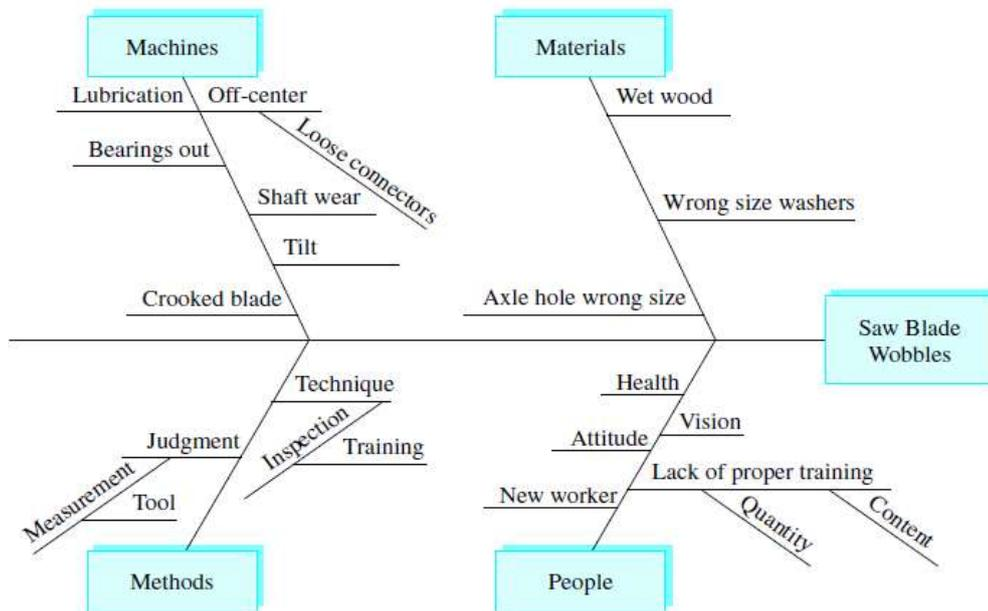 Machines
Materials
Lubrication
Off-center
Loose connectors
Bearings out
Shaft wear
Tilt
Crooked blade
Wet wood
Wrong size washers
Axle hole wrong size
Saw Blade
Wobbles
Technique
Inspection
Training
Judgment
Measurement
Tool
Health
Vision
Attitude
Lack of proper training
Quantity
Content
New worker
Methods
People